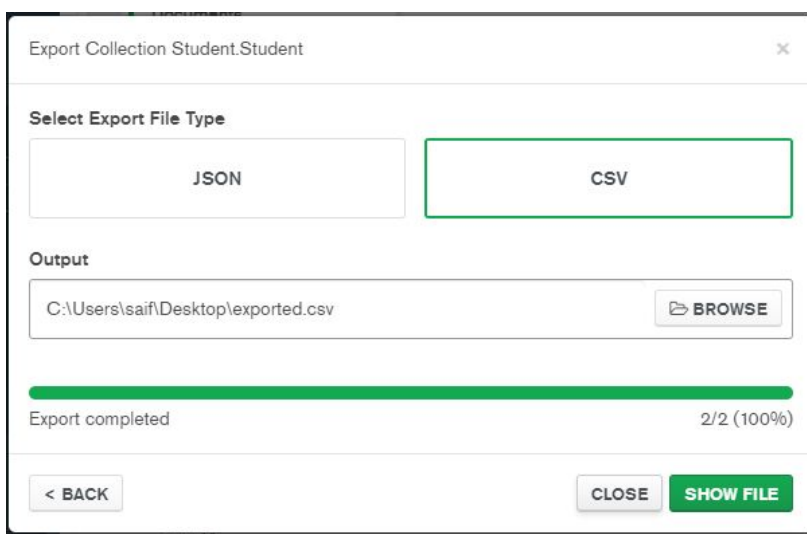 Export Collection Student.Student ×
Select Export File Type
JSON CSV
Output
C:\Users\saif\Desktop\exported.csv BROWSE
Export completed 2/2 (100%)
< BACK CLOSE SHOW FILE